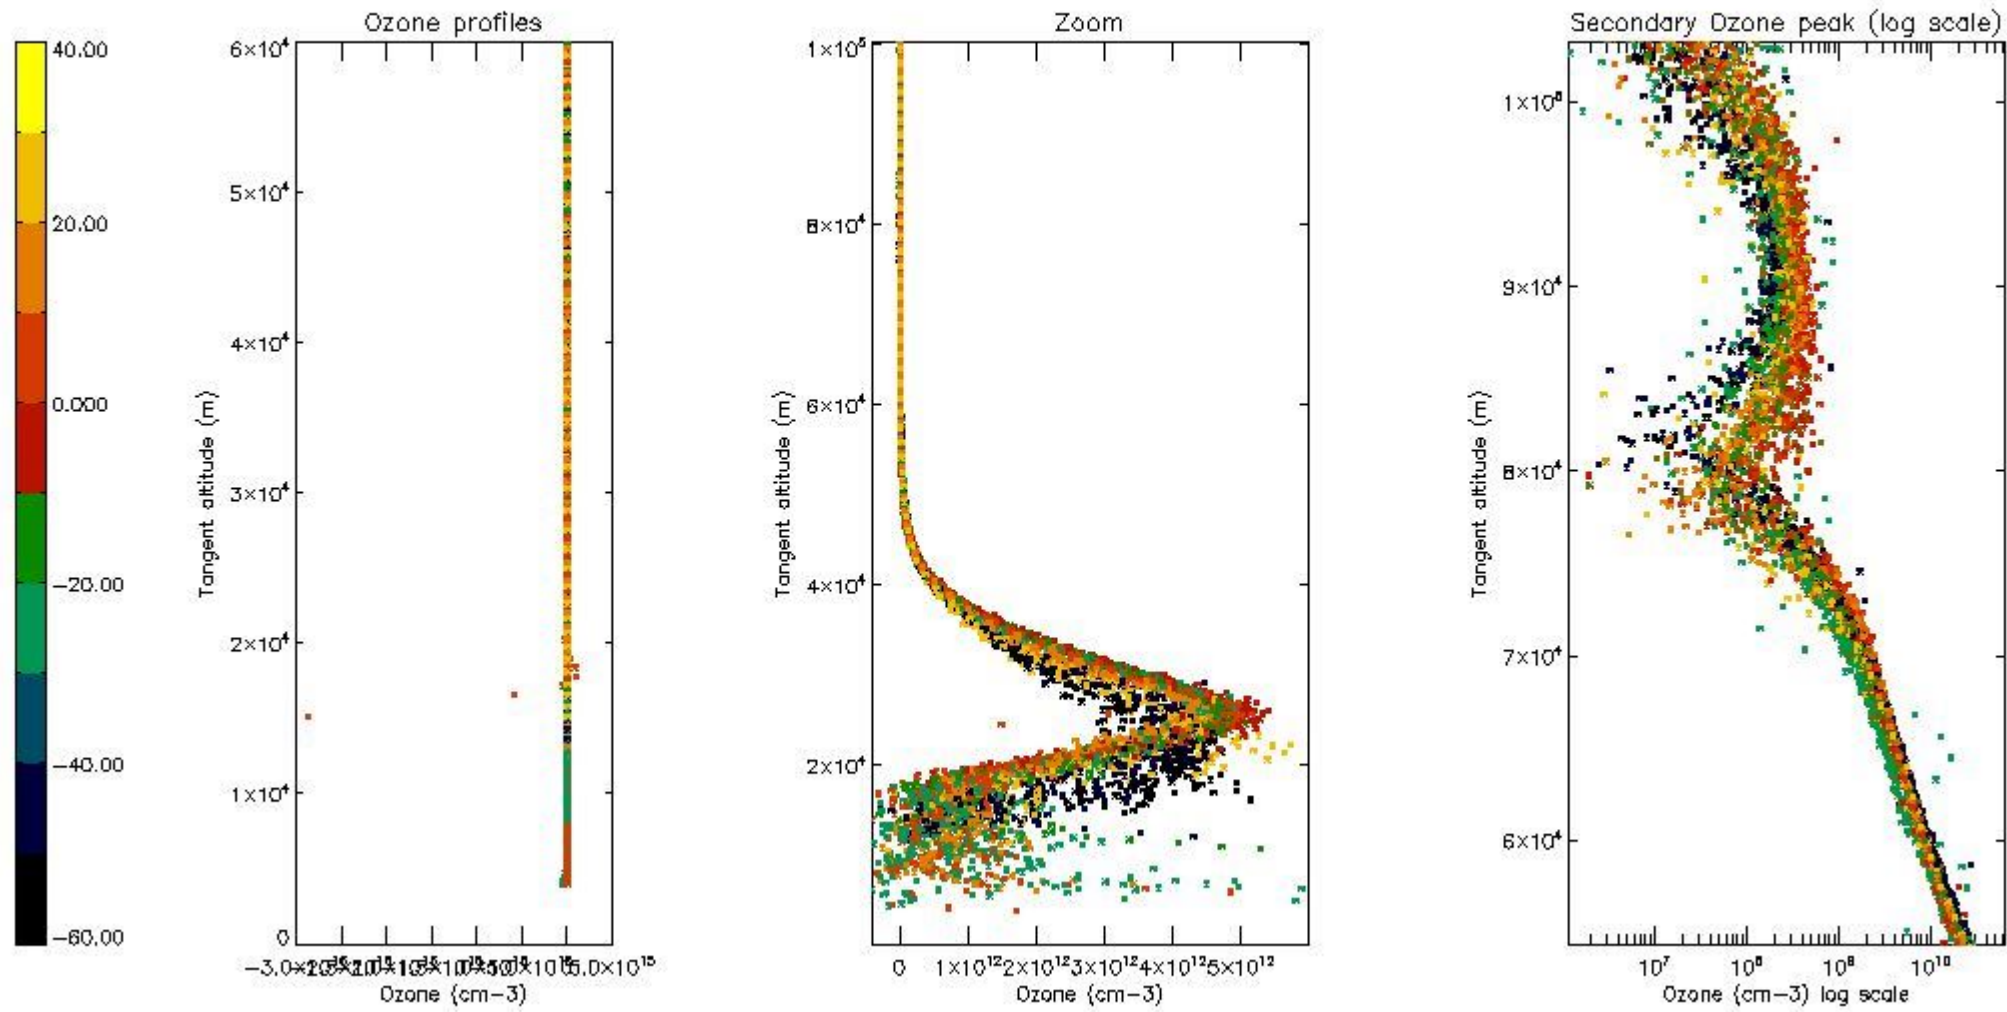 Ozone profiles
Zoom
Secondary Ozone peak (log scale)
40.00
20.00
0.000
−20.00
−40.00
−60.00
6×10⁴
5×10⁴
4×10⁴
3×10⁴
2×10⁴
1×10⁴
0
Tangent altitude (m)
Ozone (cm−3)
1×10⁵
8×10⁴
6×10⁴
4×10⁴
2×10⁴
Tangent altitude (m)
0 1×10¹² 2×10¹² 3×10¹² 4×10¹² 5×10¹²
Ozone (cm−3)
1×10⁵
9×10⁴
8×10⁴
7×10⁴
6×10⁴
Tangent altitude (m)
10⁷ 10⁸ 10⁹ 10¹⁰
Ozone (cm−3) log scale